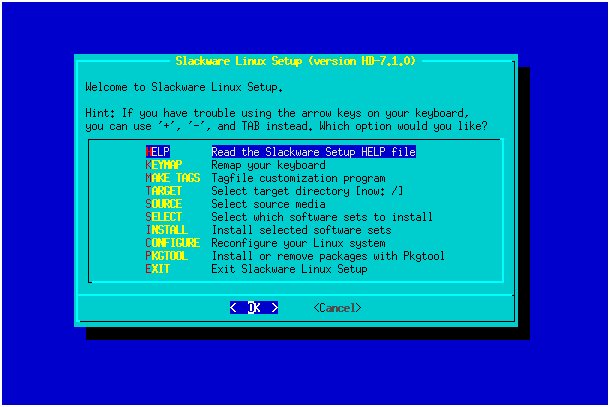 Slackware Linux Setup (version HD-7.1.0)
Welcome to Slackware Linux Setup.
Hint: If you have trouble using the arrow keys on your keyboard,
you can use '+', '-', and TAB instead. Which option would you like?
HELP Read the Slackware Setup HELP file
KEYMAP Remap your keyboard
MAKE TAGS Tagfile customization program
TARGET Select target directory [now: /]
SOURCE Select source media
SELECT Select which software sets to install
INSTALL Install selected software sets
CONFIGURE Reconfigure your Linux system
PKGTOOL Install or remove packages with Pkgtool
EXIT Exit Slackware Linux Setup
< OK > <Cancel>